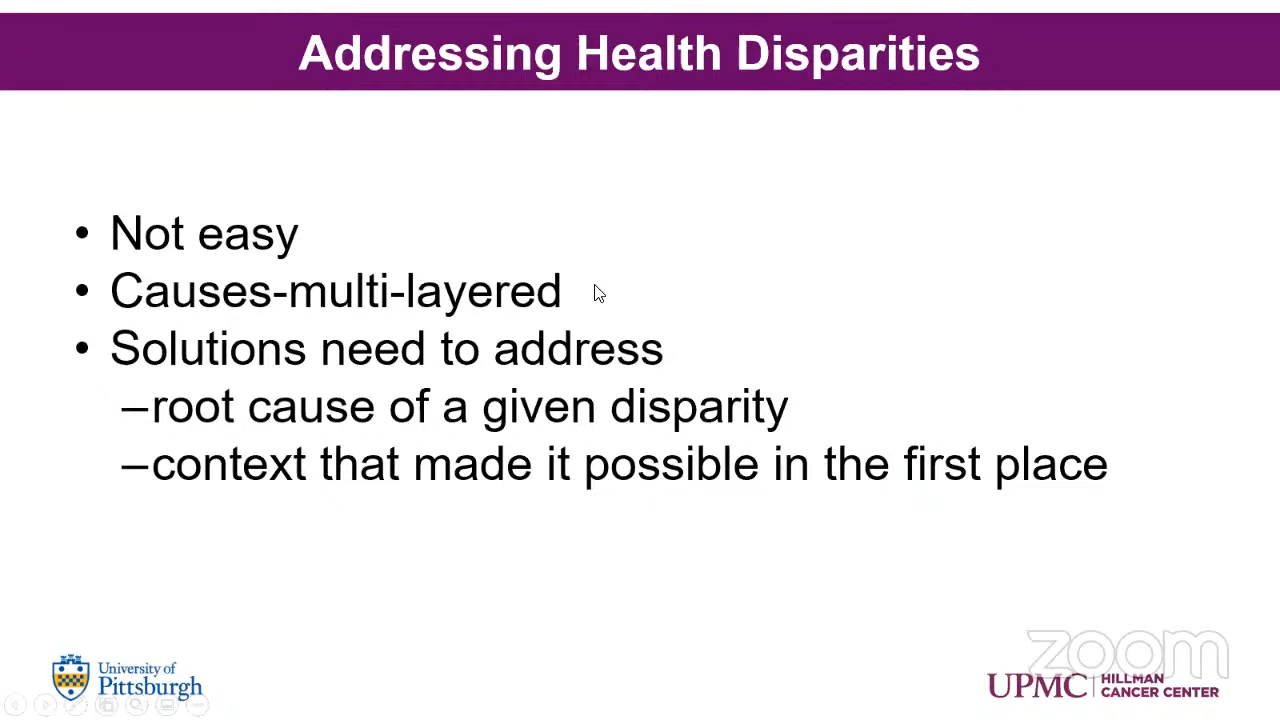 Addressing Health Disparities
• Not easy
• Causes-multi-layered
• Solutions need to address
–root cause of a given disparity
–context that made it possible in the first place
University of
Pittsburgh
zoom
UPMC | HILLMAN
CANCER CENTER